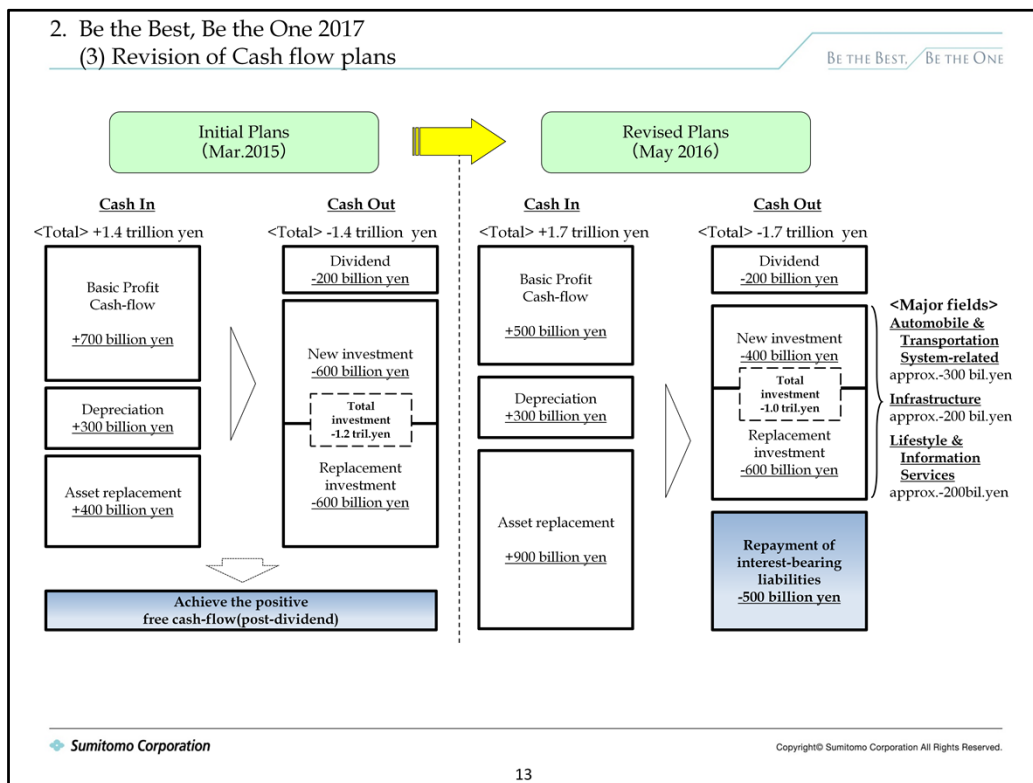 2. Be the Best, Be the One 2017
(3) Revision of Cash flow plans
BE THE BEST, BE THE ONE
Initial Plans
(Mar.2015)
Cash In
<Total> +1.4 trillion yen
Basic Profit
Cash-flow
+700 billion yen
Depreciation
+300 billion yen
Asset replacement
+400 billion yen
Cash Out
<Total> -1.4 trillion yen
Dividend
-200 billion yen
New investment
-600 billion yen
Total
investment
-1.2 tril.yen
Replacement
investment
-600 billion yen
Achieve the positive
free cash-flow(post-dividend)
Revised Plans
(May 2016)
Cash In
<Total> +1.7 trillion yen
Basic Profit
Cash-flow
+500 billion yen
Depreciation
+300 billion yen
Asset replacement
+900 billion yen
Cash Out
<Total> -1.7 trillion yen
Dividend
-200 billion yen
New investment
-400 billion yen
Total
investment
-1.0 tril.yen
Replacement
investment
-600 billion yen
Repayment of
interest-bearing
liabilities
-500 billion yen
<Major fields>
Automobile &
Transportation
System-related
approx.-300 bil.yen
Infrastructure
approx.-200 bil.yen
Lifestyle &
Information
Services
approx.-200bil.yen
Sumitomo Corporation
Copyright© Sumitomo Corporation All Rights Reserved.
13